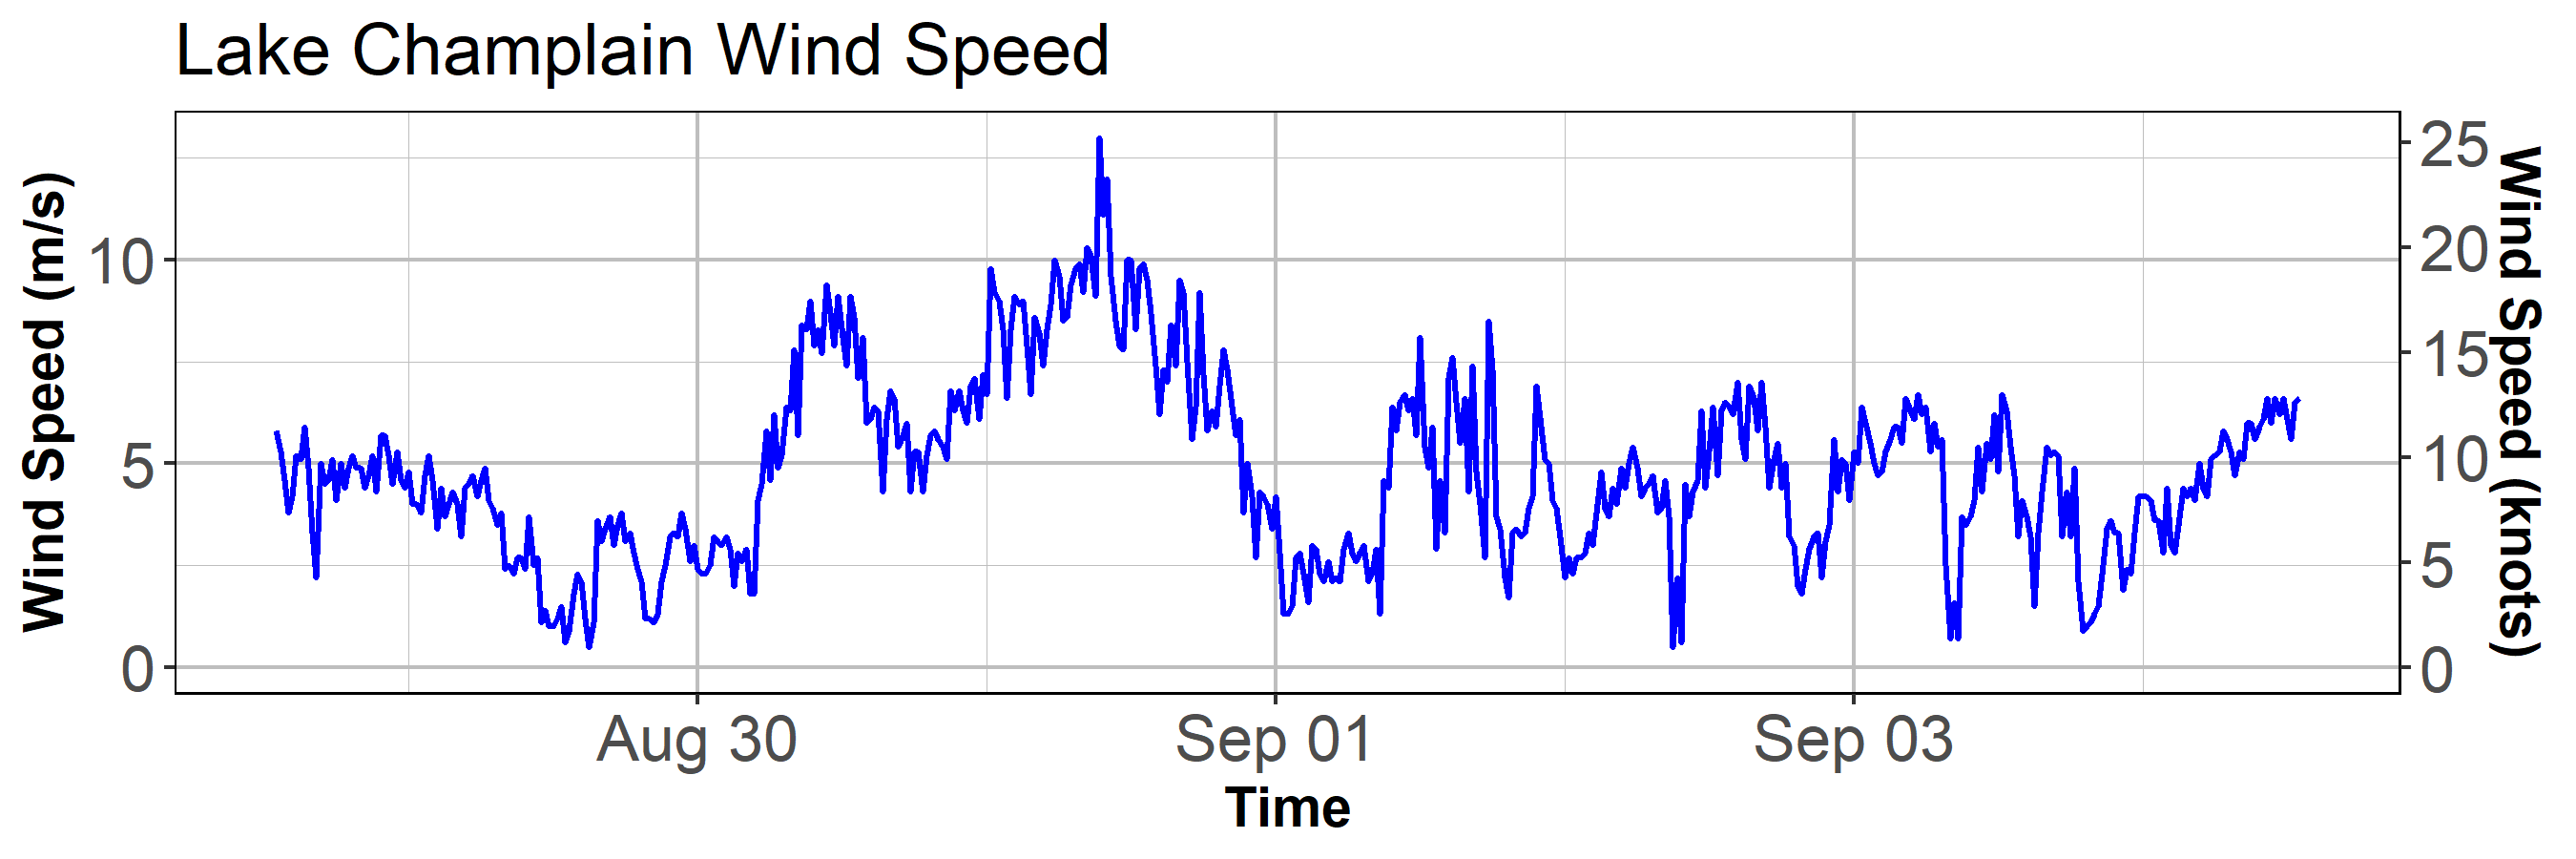 Lake Champlain Wind Speed
Wind Speed (m/s)
10
5
0
25
20
15
10
5
0
Wind Speed (knots)
Aug 30
Sep 01
Sep 03
Time